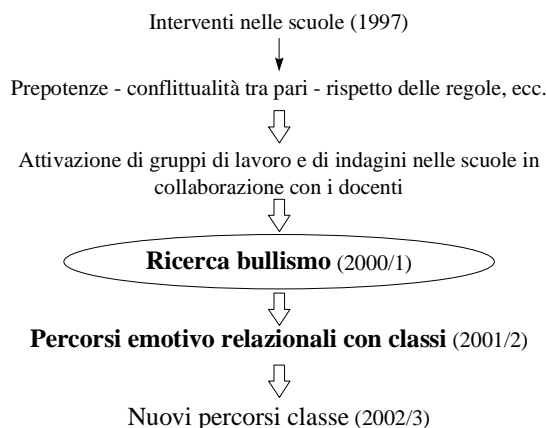 Interventi nelle scuole (1997)
Prepotenze - conflittualità tra pari - rispetto delle regole, ecc.
Attivazione di gruppi di lavoro e di indagini nelle scuole in
collaborazione con i docenti
Ricerca bullismo (2000/1)
Percorsi emotivo relazionali con classi (2001/2)
Nuovi percorsi classe (2002/3)